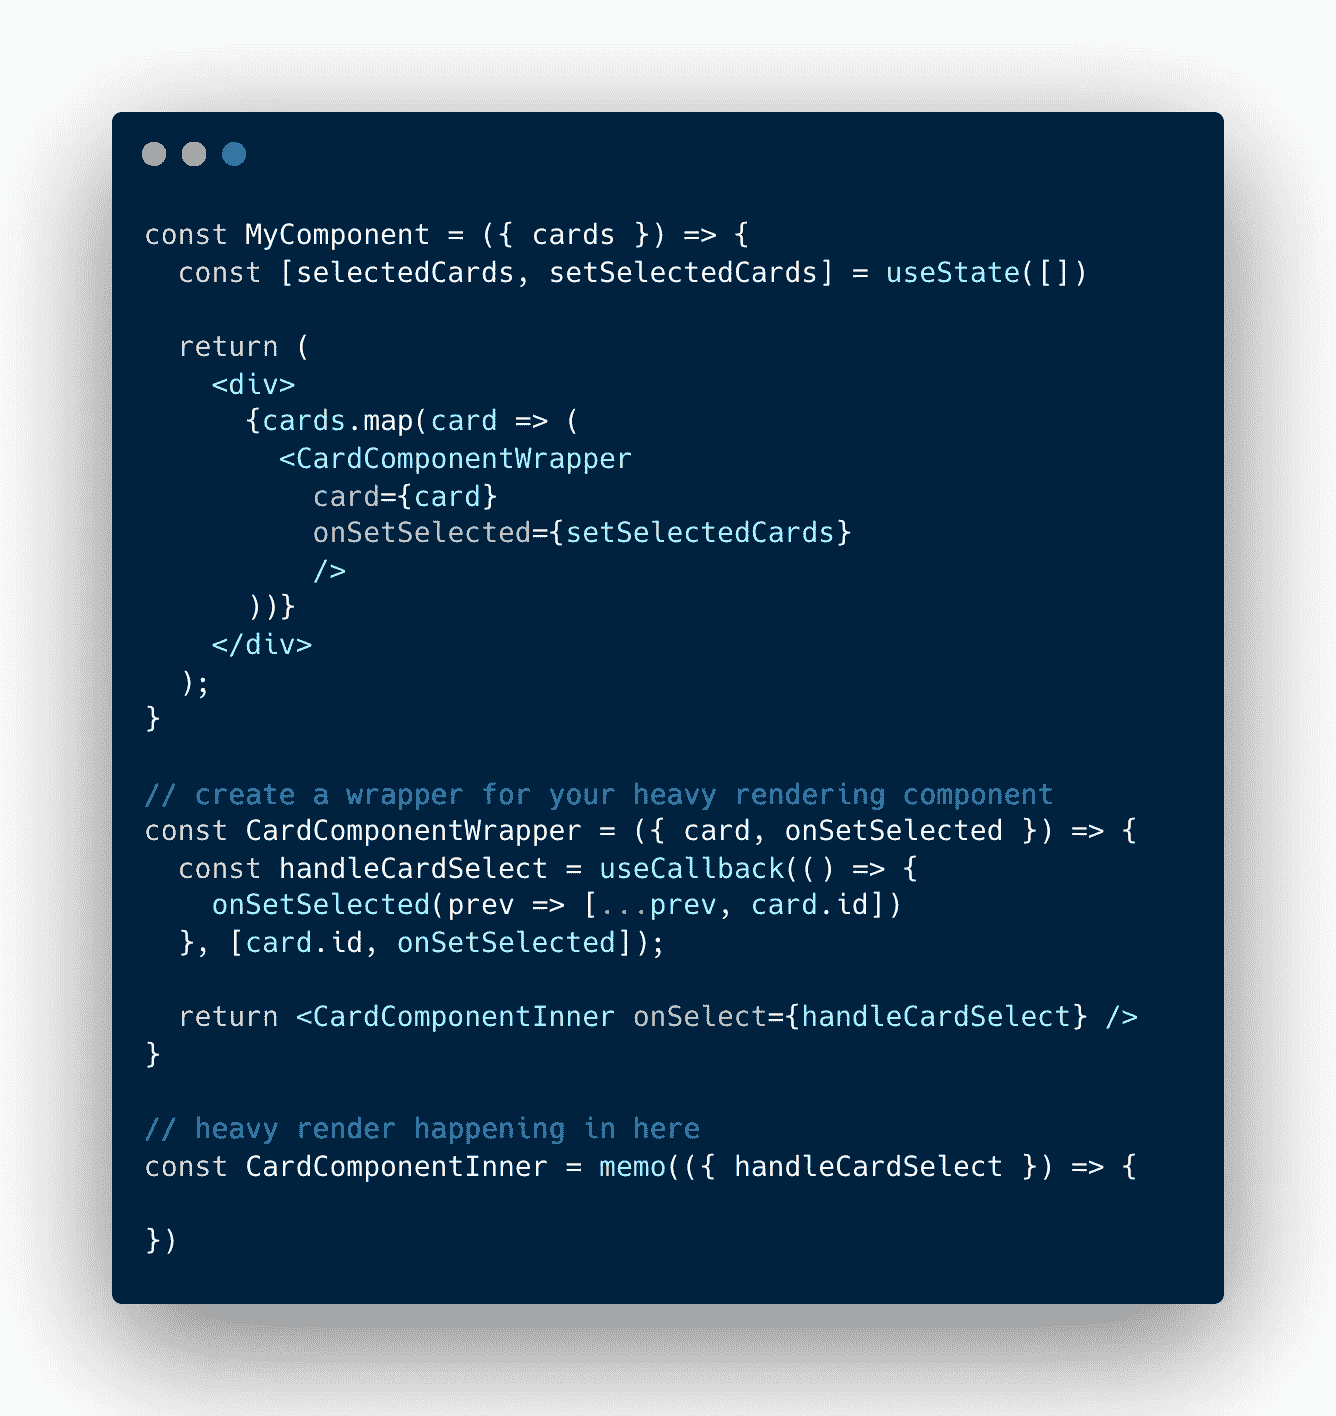 const MyComponent = ({ cards }) => {
  const [selectedCards, setSelectedCards] = useState([])

  return (
    <div>
      {cards.map(card => (
        <CardComponentWrapper
          card={card}
          onSetSelected={setSelectedCards}
          />
      ))}
    </div>
  );
}

// create a wrapper for your heavy rendering component
const CardComponentWrapper = ({ card, onSetSelected }) => {
  const handleCardSelect = useCallback(() => {
    onSetSelected(prev => [...prev, card.id])
  }, [card.id, onSetSelected]);

  return <CardComponentInner onSelect={handleCardSelect} />
}

// heavy render happening in here
const CardComponentInner = memo(({ handleCardSelect }) => {

})